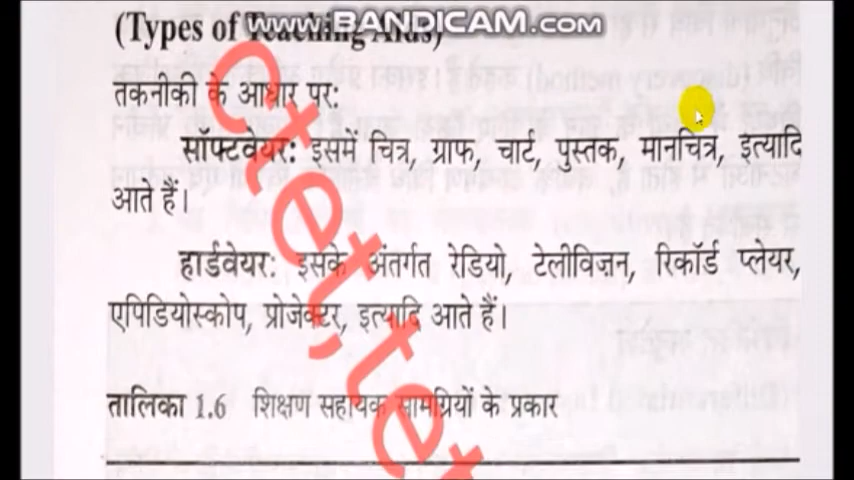 www.BANDICAM.com
(Types of Teaching Aids)
तकनीकी के आधार पर:
सॉफ्टवेयर: इसमें चित्र, ग्राफ, चार्ट, पुस्तक, मानचित्र, इत्यादि
आते हैं।
हार्डवेयर: इसके अंतर्गत रेडियो, टेलीविज़न, रिकॉर्ड प्लेयर,
एपिडियोस्कोप, प्रोजेक्टर, इत्यादि आते हैं।
तालिका 1.6 शिक्षण सहायक सामग्रियों के प्रकार
ctet,tet